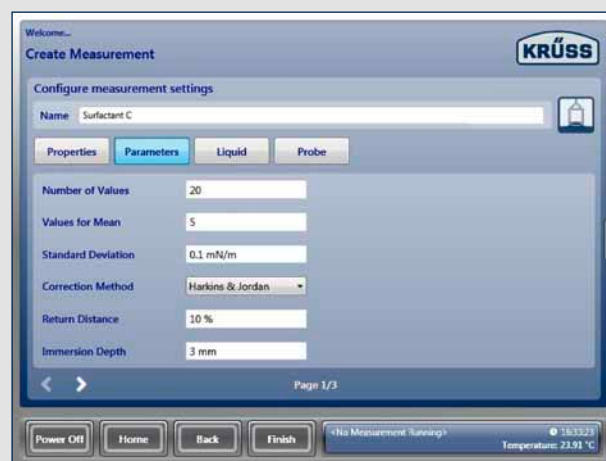 Welcome...
Create Measurement
KRÜSS
Configure measurement settings
Name Surfactant C
Properties Parameters Liquid Probe
Number of Values 20
Values for Mean 5
Standard Deviation 0.1 mN/m
Correction Method Harkins & Jordan
Return Distance 10 %
Immersion Depth 3 mm
Page 1/3
Power Off Home Back Finish <No Measurement Running> 16:33:23
Temperature: 23.91 °C